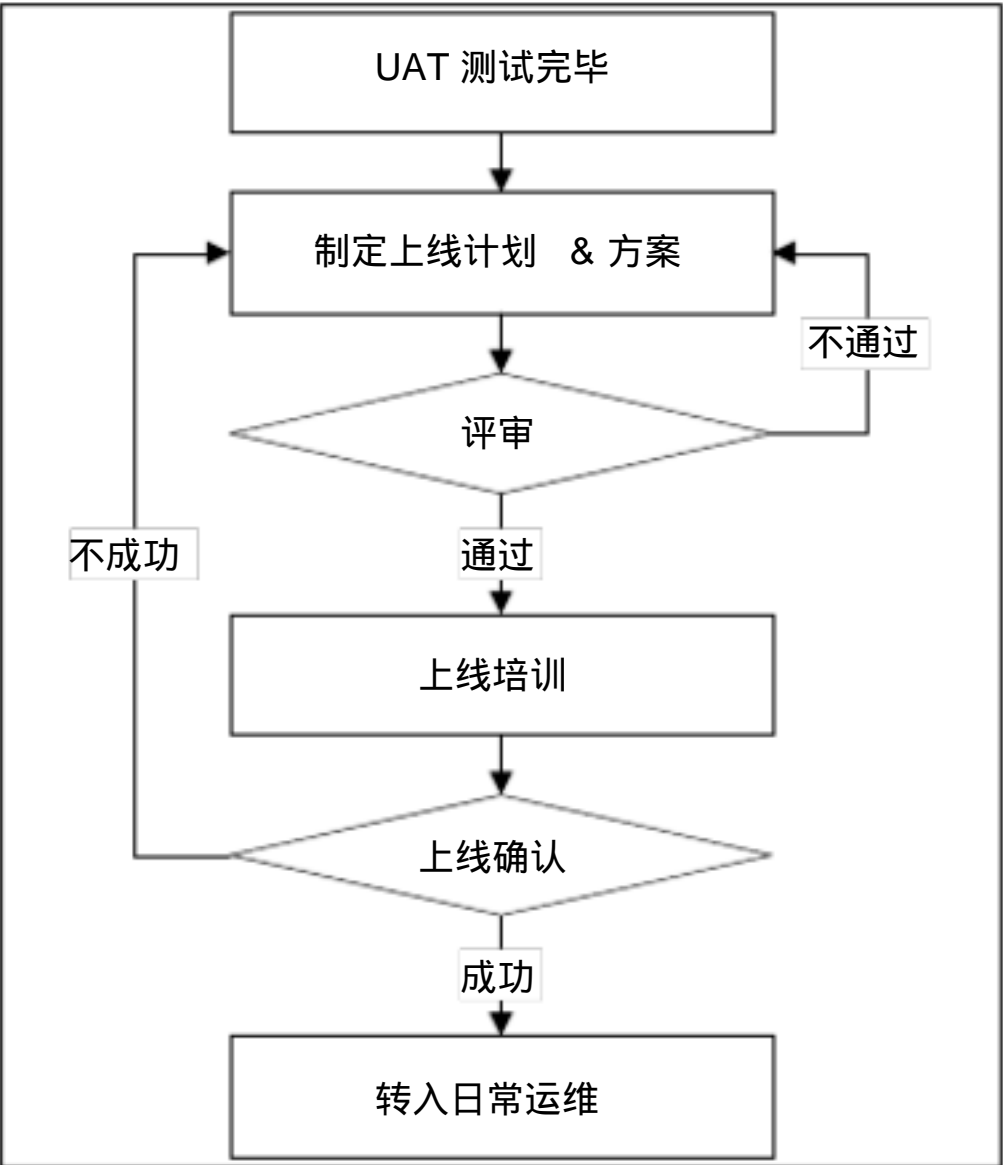 UAT 测试完毕
制定上线计划 & 方案
不通过
评审
不成功
通过
上线培训
上线确认
成功
转入日常运维